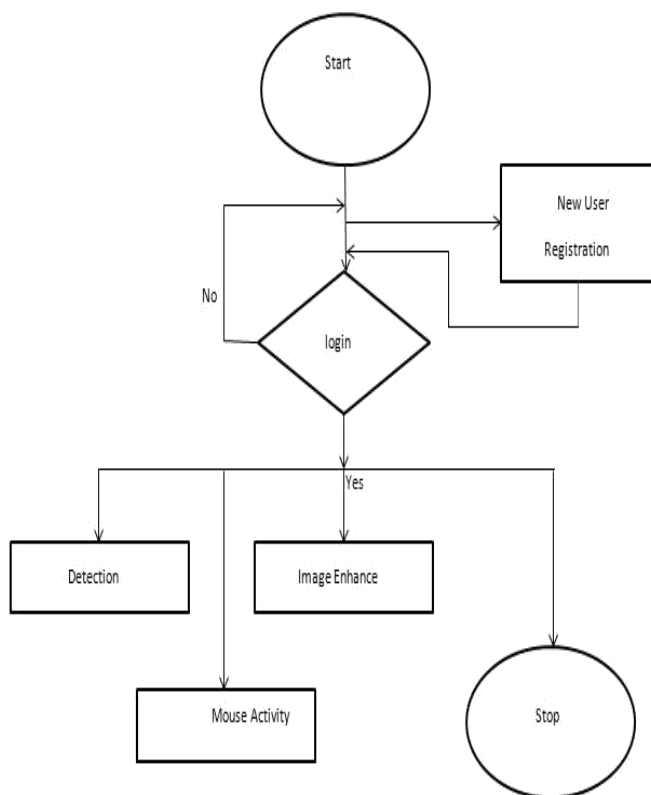 Start
New User
Registration
No
login
Yes
Detection
Image Enhance
Mouse Activity
Stop